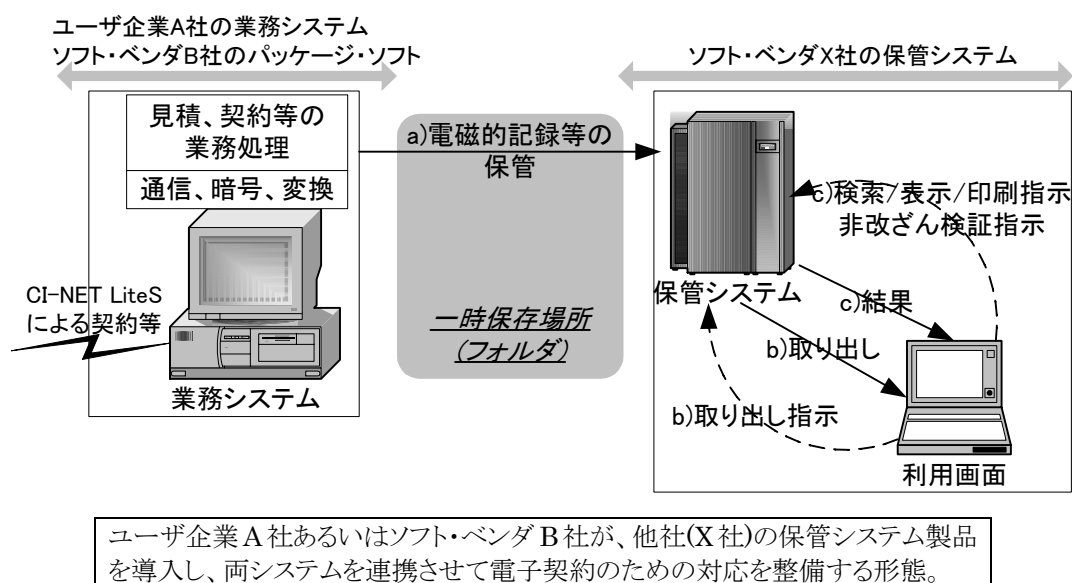 ユーザ企業A社の業務システム
ソフト・ベンダB社のパッケージ・ソフト
ソフト・ベンダX社の保管システム
見積、契約等の
業務処理
通信、暗号、変換
a)電磁的記録等の
保管
c)検索/表示/印刷指示
非改ざん検証指示
CI-NET LiteS
による契約等
一時保存場所
(フォルダ)
保管システム
c)結果
b)取り出し
b)取り出し指示
業務システム
利用画面
ユーザ企業A社あるいはソフト・ベンダB社が、他社(X社)の保管システム製品
を導入し、両システムを連携させて電子契約のための対応を整備する形態。